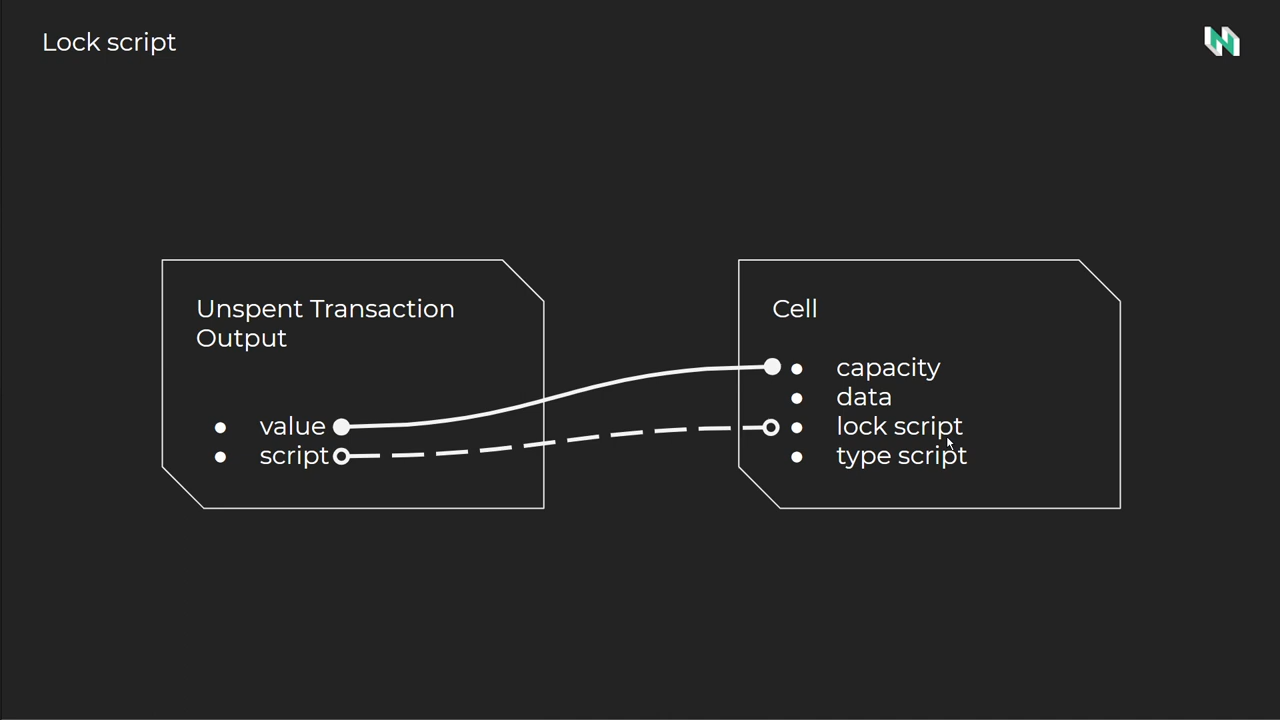 Lock script
Unspent Transaction
Output
● value
● script
Cell
● capacity
● data
● lock script
● type script